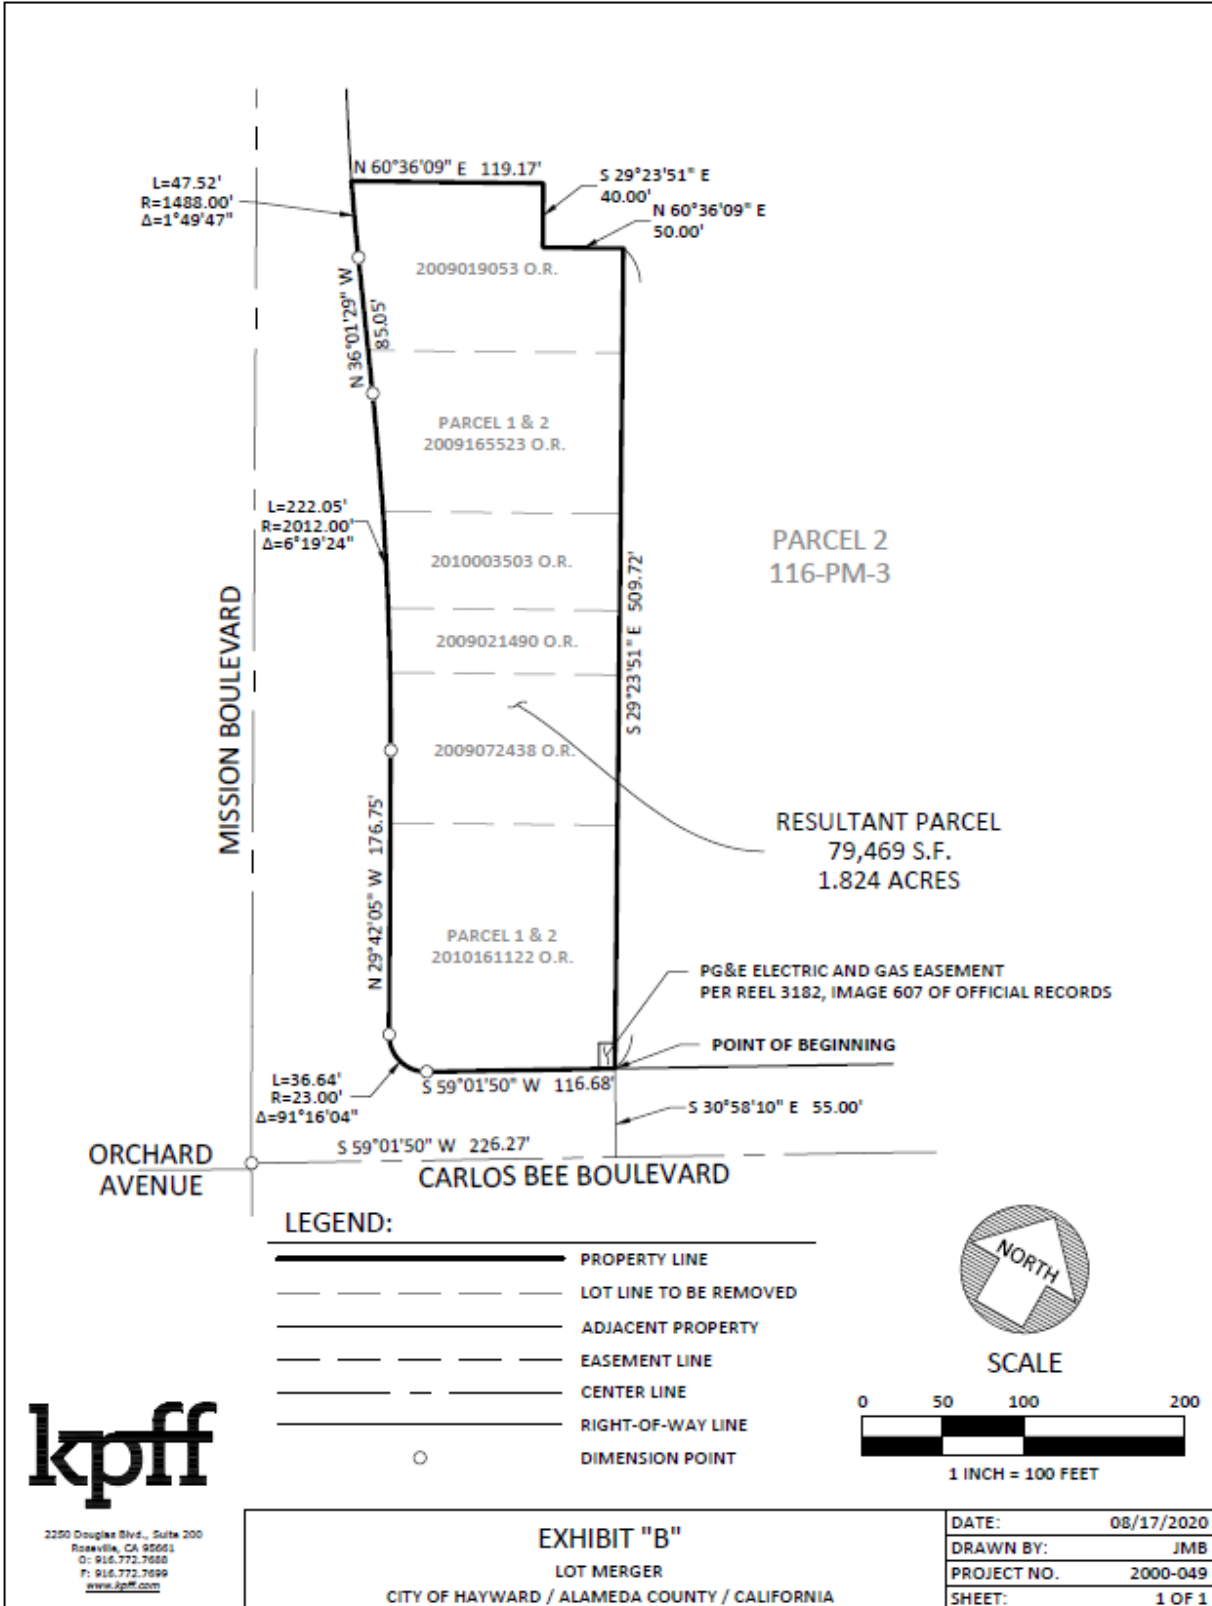 N 60°36'09" E 119.17'
S 29°23'51" E
40.00'
N 60°36'09" E
50.00'
L=47.52'
R=1488.00'
Δ=1°49'47"
2009019053 O.R.
N 36°01'29" W
85.05'
PARCEL 1 & 2
2009165523 O.R.
L=222.05'
R=2012.00'
Δ=6°19'24"
2010003503 O.R.
PARCEL 2
116-PM-3
S 29°23'51" E 509.72'
MISSION BOULEVARD
2009021490 O.R.
2009072438 O.R.
RESULTANT PARCEL
79,469 S.F.
1.824 ACRES
N 29°42'05" W 176.75'
PARCEL 1 & 2
2010161122 O.R.
PG&E ELECTRIC AND GAS EASEMENT
PER REEL 3182, IMAGE 607 OF OFFICIAL RECORDS
POINT OF BEGINNING
L=36.64'
R=23.00'
Δ=91°16'04"
S 59°01'50" W 116.68'
S 30°58'10" E 55.00'
S 59°01'50" W 226.27'
ORCHARD
AVENUE
CARLOS BEE BOULEVARD
LEGEND:
PROPERTY LINE
LOT LINE TO BE REMOVED
ADJACENT PROPERTY
EASEMENT LINE
CENTER LINE
RIGHT-OF-WAY LINE
DIMENSION POINT
NORTH
SCALE
0 50 100 200
1 INCH = 100 FEET
kpff
2250 Douglas Blvd., Suite 200
Roseville, CA 95661
O: 916.772.7688
F: 916.772.7699
www.kpff.com
EXHIBIT "B"
LOT MERGER
CITY OF HAYWARD / ALAMEDA COUNTY / CALIFORNIA
DATE: 08/17/2020
DRAWN BY: JMB
PROJECT NO. 2000-049
SHEET: 1 OF 1